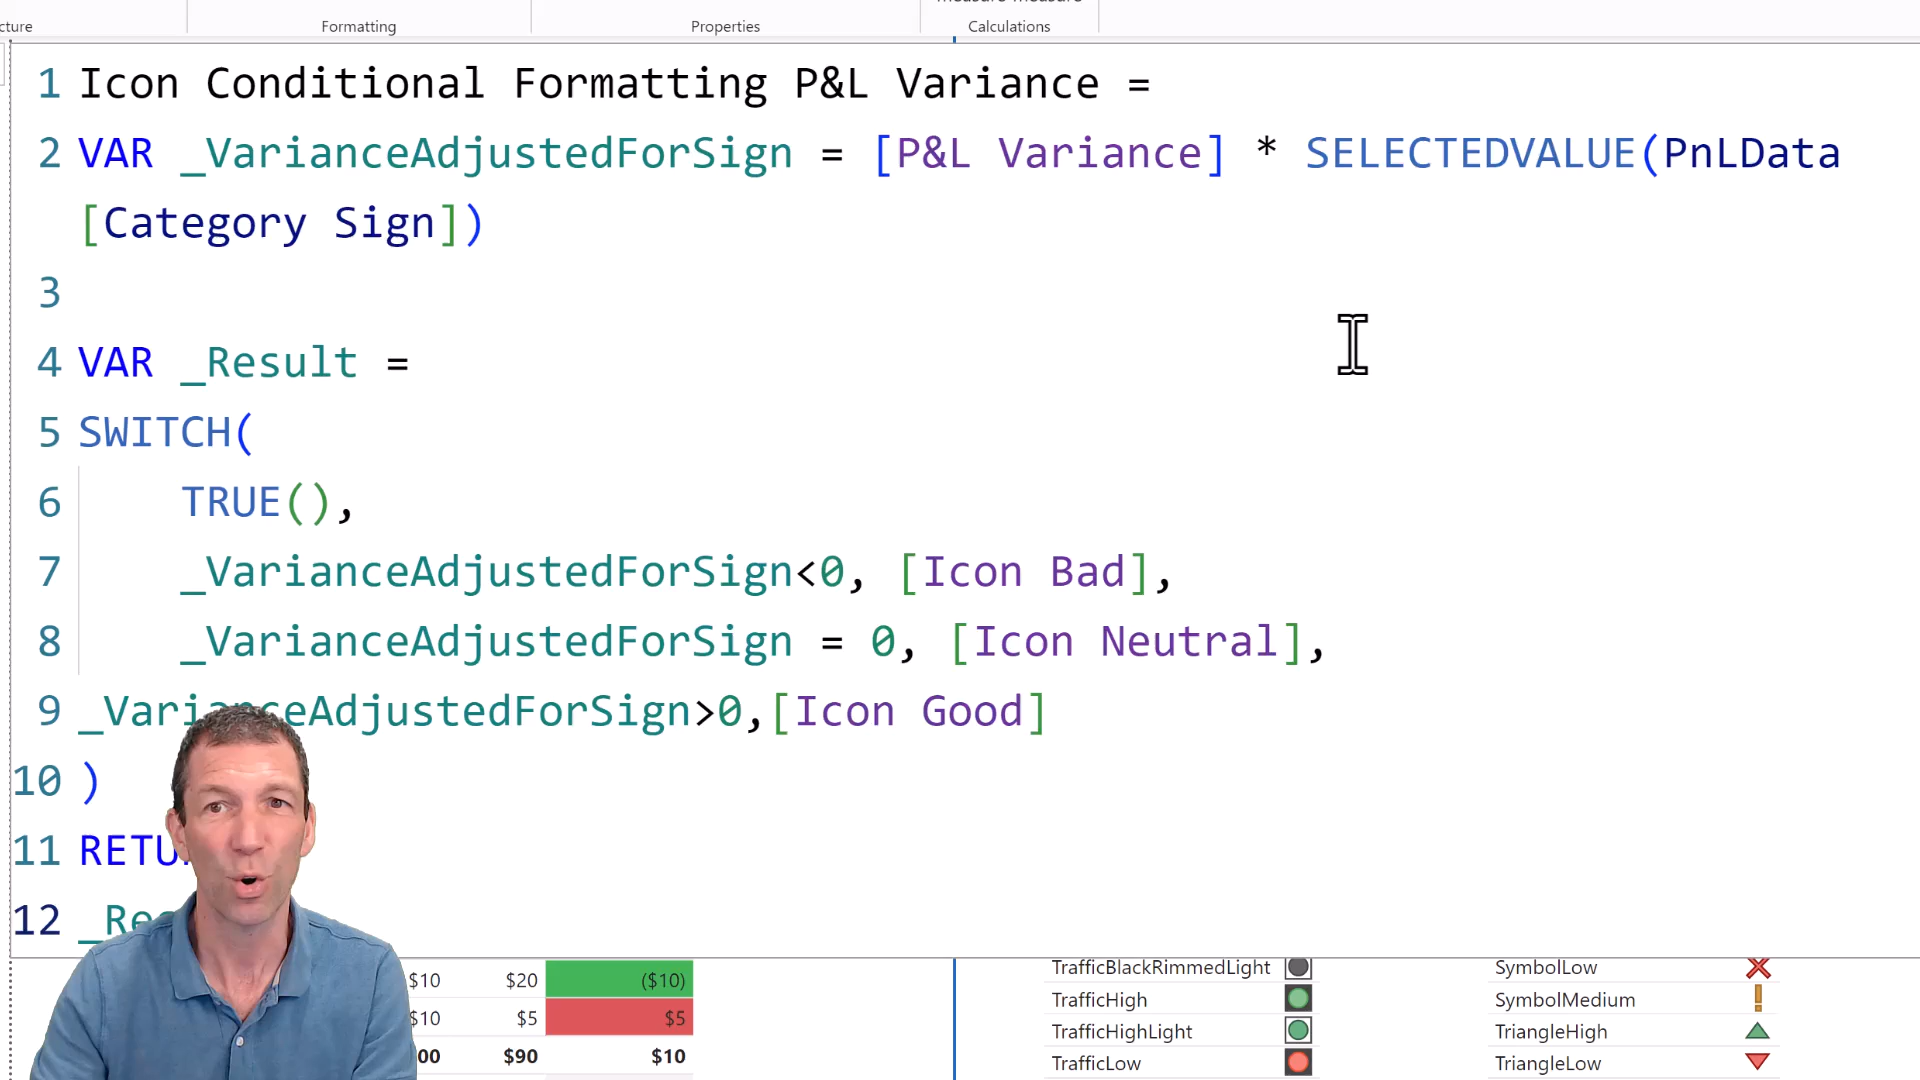 Formatting
Properties
Calculations
1 Icon Conditional Formatting P&L Variance =
2 VAR _VarianceAdjustedForSign = [P&L Variance] * SELECTEDVALUE(PnLData
[Category Sign])
3
4 VAR _Result =
5 SWITCH(
6 TRUE(),
7 _VarianceAdjustedForSign<0, [Icon Bad],
8 _VarianceAdjustedForSign = 0, [Icon Neutral],
9 _VarianceAdjustedForSign>0,[Icon Good]
10 )
11
12
$10 $20 ($10)
$10 $5 $5
$90 $10
TrafficBlackRimmedLight
TrafficHigh
TrafficHighLight
TrafficLow
SymbolLow
SymbolMedium
TriangleHigh
TriangleLow